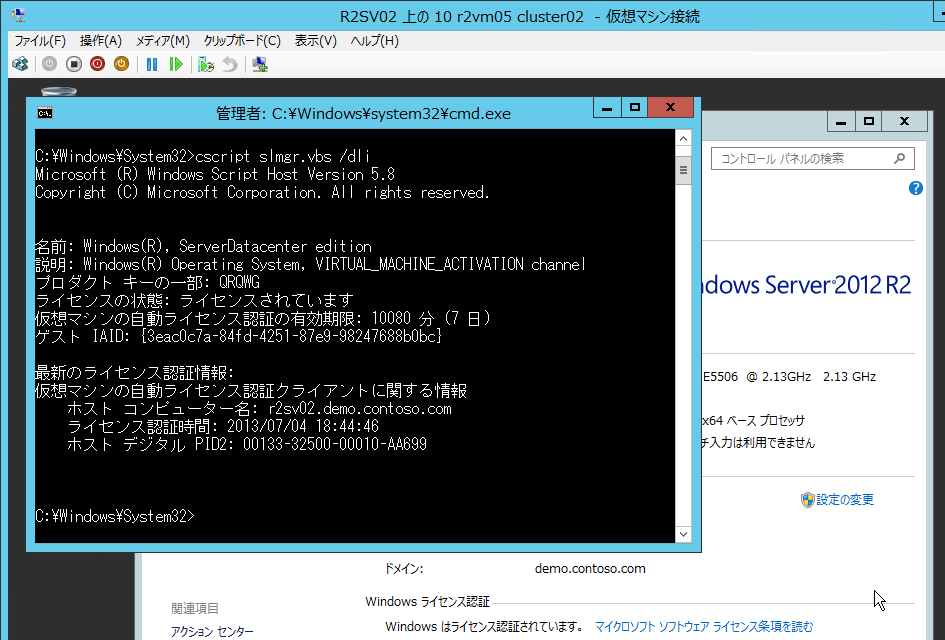 R2SV02 上の 10 r2vm05 cluster02 - 仮想マシン接続
ファイル(F) 操作(A) メディア(M) クリップボード(C) 表示(V) ヘルプ(H)
管理者: C:¥Windows¥system32¥cmd.exe
C:¥Windows¥System32>cscript slmgr.vbs /dli
Microsoft (R) Windows Script Host Version 5.8
Copyright (C) Microsoft Corporation. All rights reserved.
名前: Windows(R), ServerDatacenter edition
説明: Windows(R) Operating System, VIRTUAL_MACHINE_ACTIVATION channel
プロダクト キーの一部: QRQWG
ライセンスの状態: ライセンスされています
仮想マシンの自動ライセンス認証の有効期限: 10080 分 (7 日)
ゲスト IAID: {3eac0c7a-84fd-4251-87e9-98247688b0bc}
最新のライセンス認証情報:
仮想マシンの自動ライセンス認証クライアントに関する情報
ホスト コンピューター名: r2sv02.demo.contoso.com
ライセンス認証時間: 2013/07/04 18:44:46
ホスト デジタル PID2: 00133-32500-00010-AA699
C:¥Windows¥System32>
コントロール パネルの検索
ndows Server 2012 R2
E5506 @ 2.13GHz 2.13 GHz
x64 ベース プロセッサ
チ入力は利用できません
設定の変更
ドメイン: demo.contoso.com
Windows ライセンス認証
Windows はライセンス認証されています。 マイクロソフト ソフトウェア ライセンス条項を読む
関連項目
アクション センター